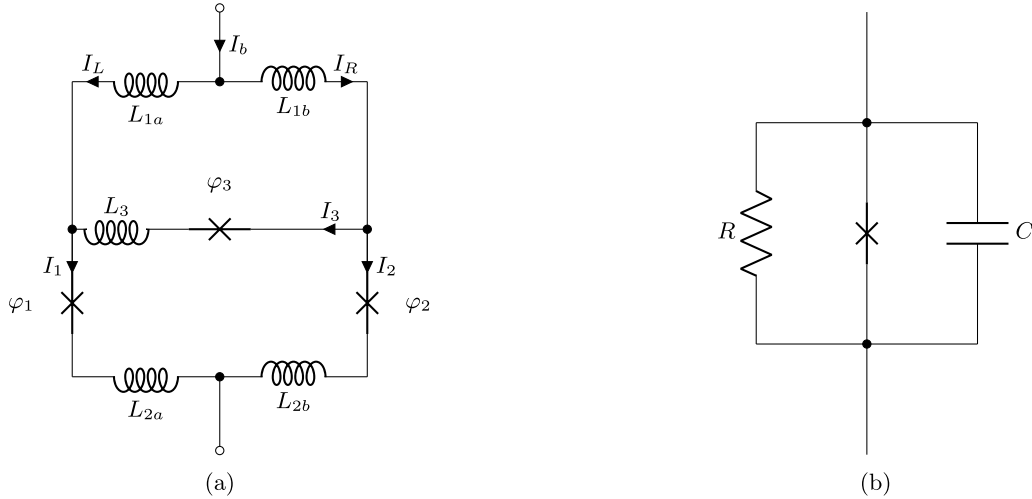 I_b
I_L
I_R
L_{1a}
L_{1b}
φ_3
L_3
I_3
I_1
I_2
φ_1
φ_2
L_{2a}
L_{2b}
(a)
R
C
(b)